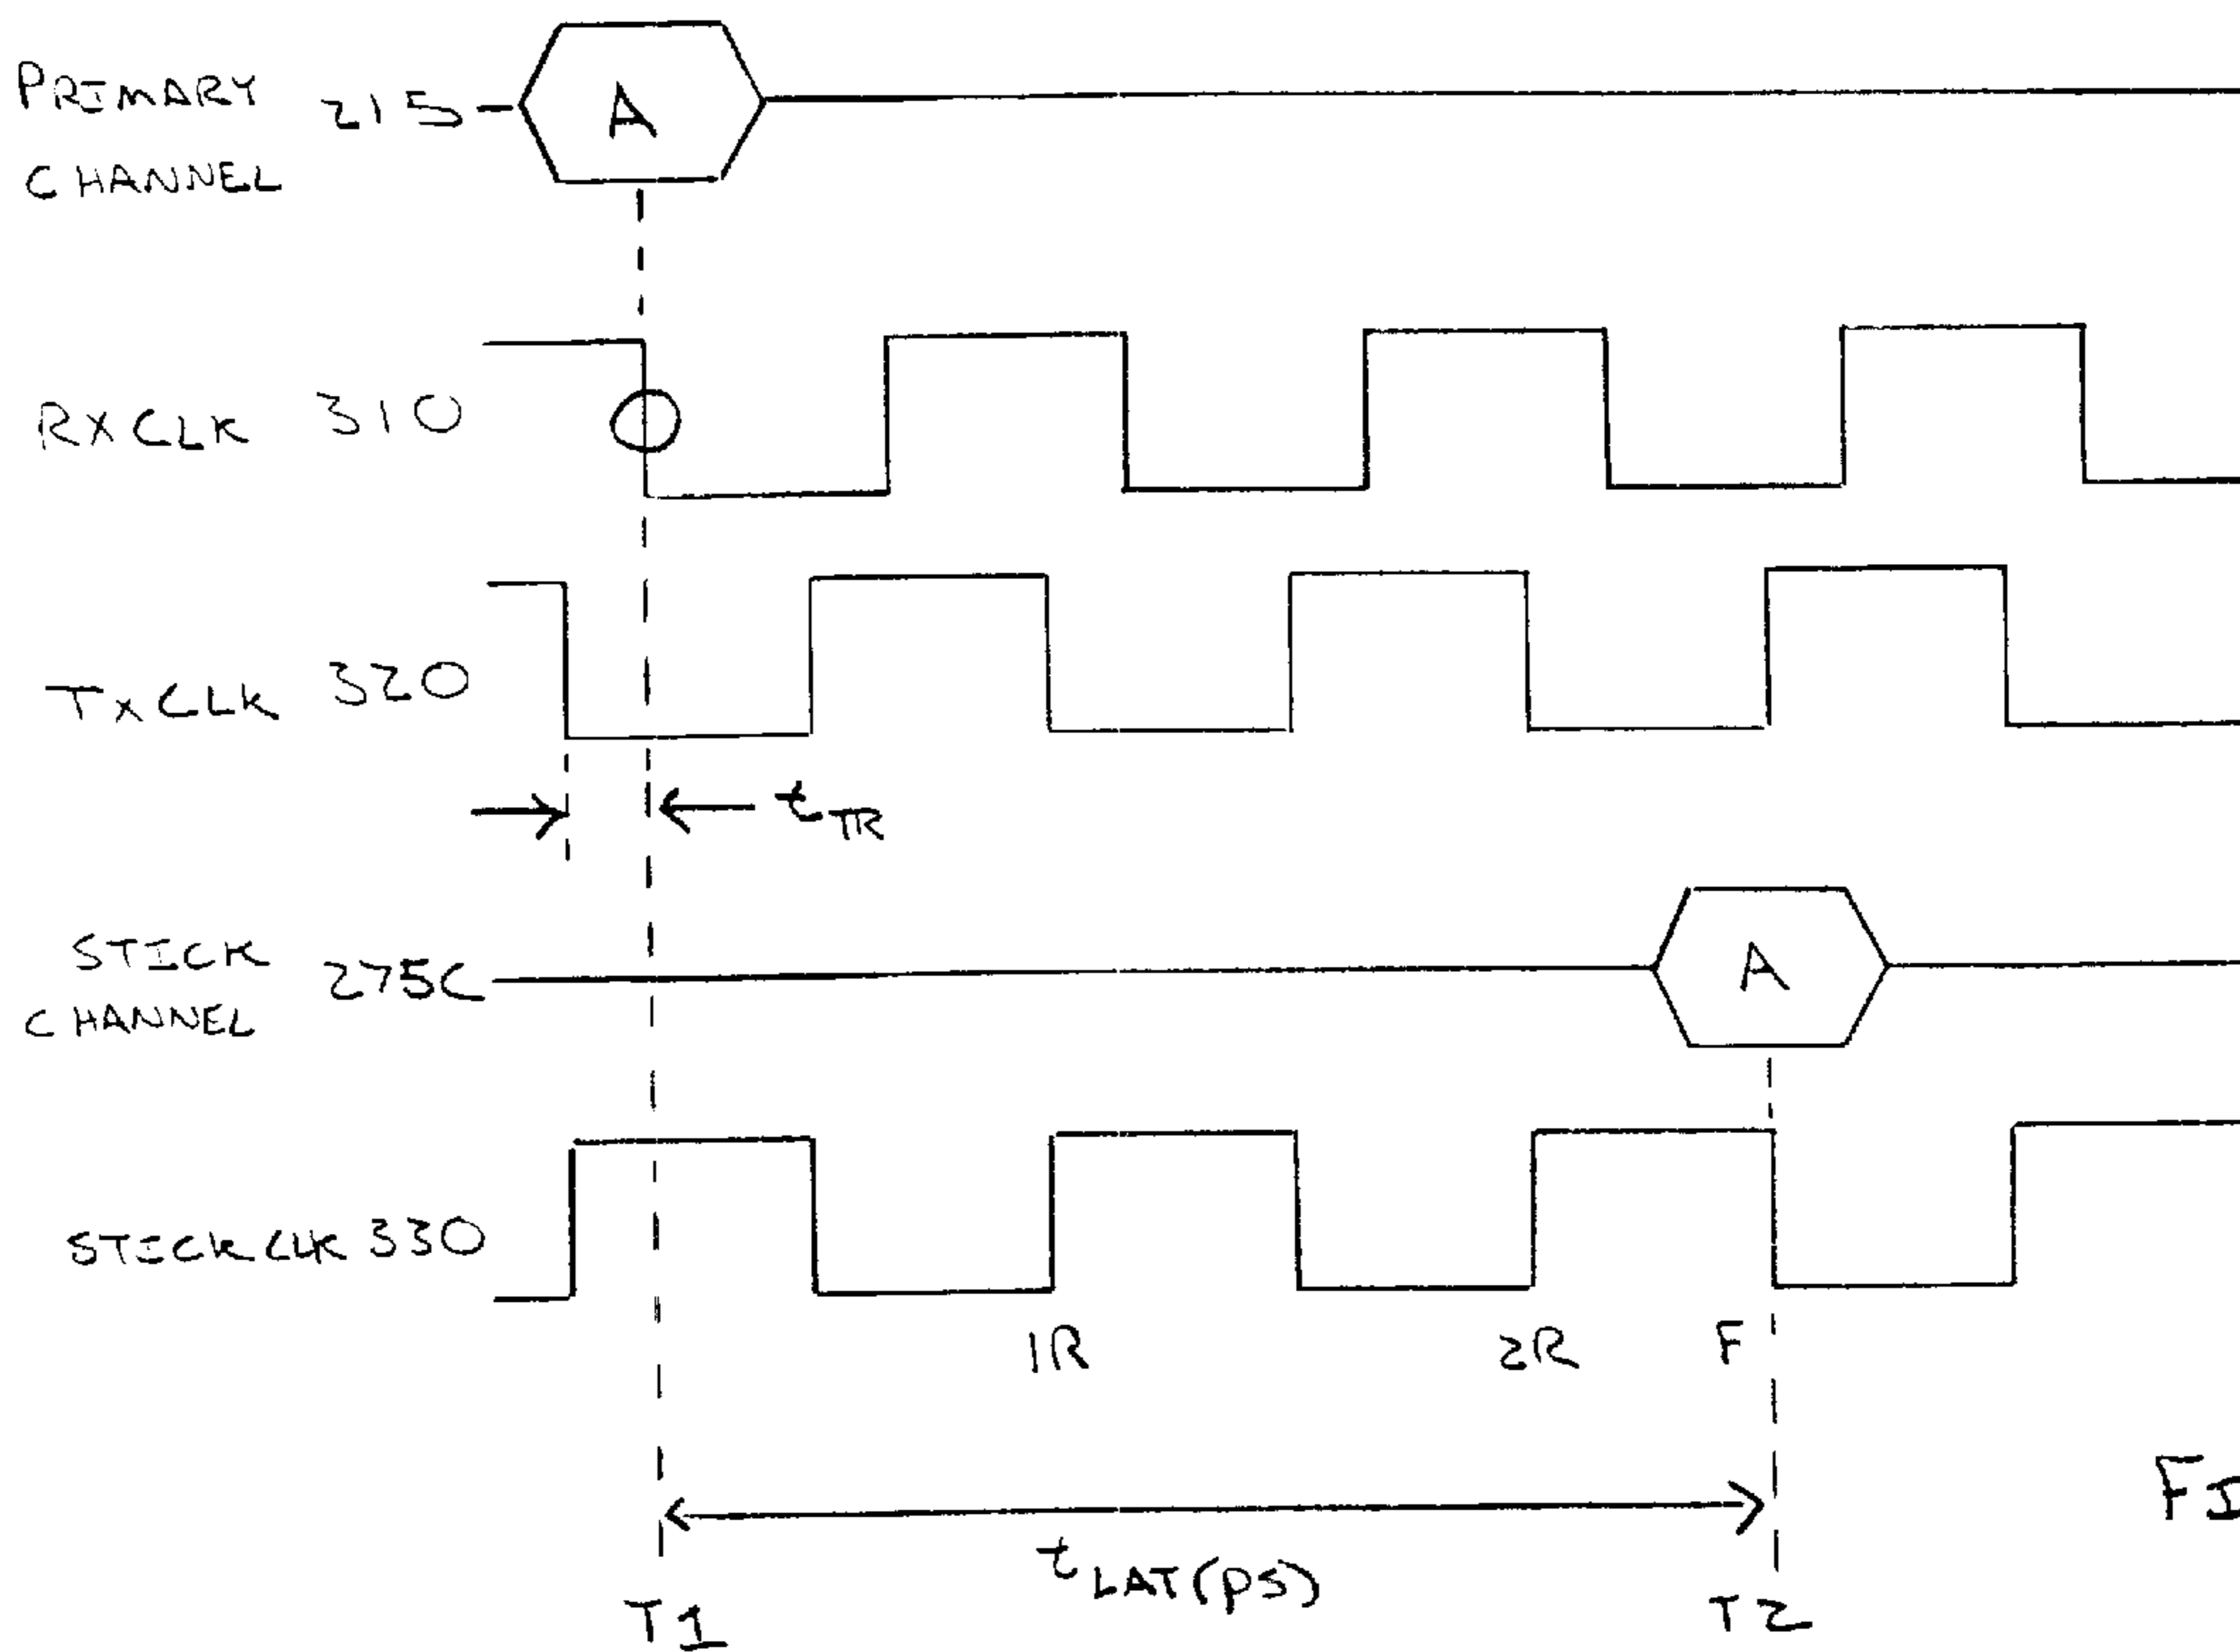 PRIMARY
CHANNEL
215
A
RXCLK 310
TXCLK 320
tTR
STICK
CHANNEL
275C
A
STICKCLK 330
1R 2R F
tLAT(PS)
T1 T2